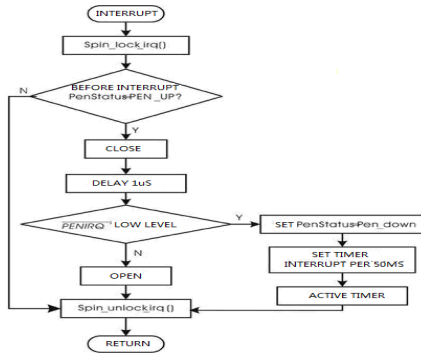 INTERRUPT
Spin_lock_irq()
BEFORE INTERRUPT
PenStatus=PEN_UP?
N
Y
CLOSE
DELAY 1uS
PENIRQ LOW LEVEL
Y
SET PenStatus=Pen_down
N
SET TIMER
INTERRUPT PER 50MS
OPEN
ACTIVE TIMER
Spin_unlock_irq()
RETURN